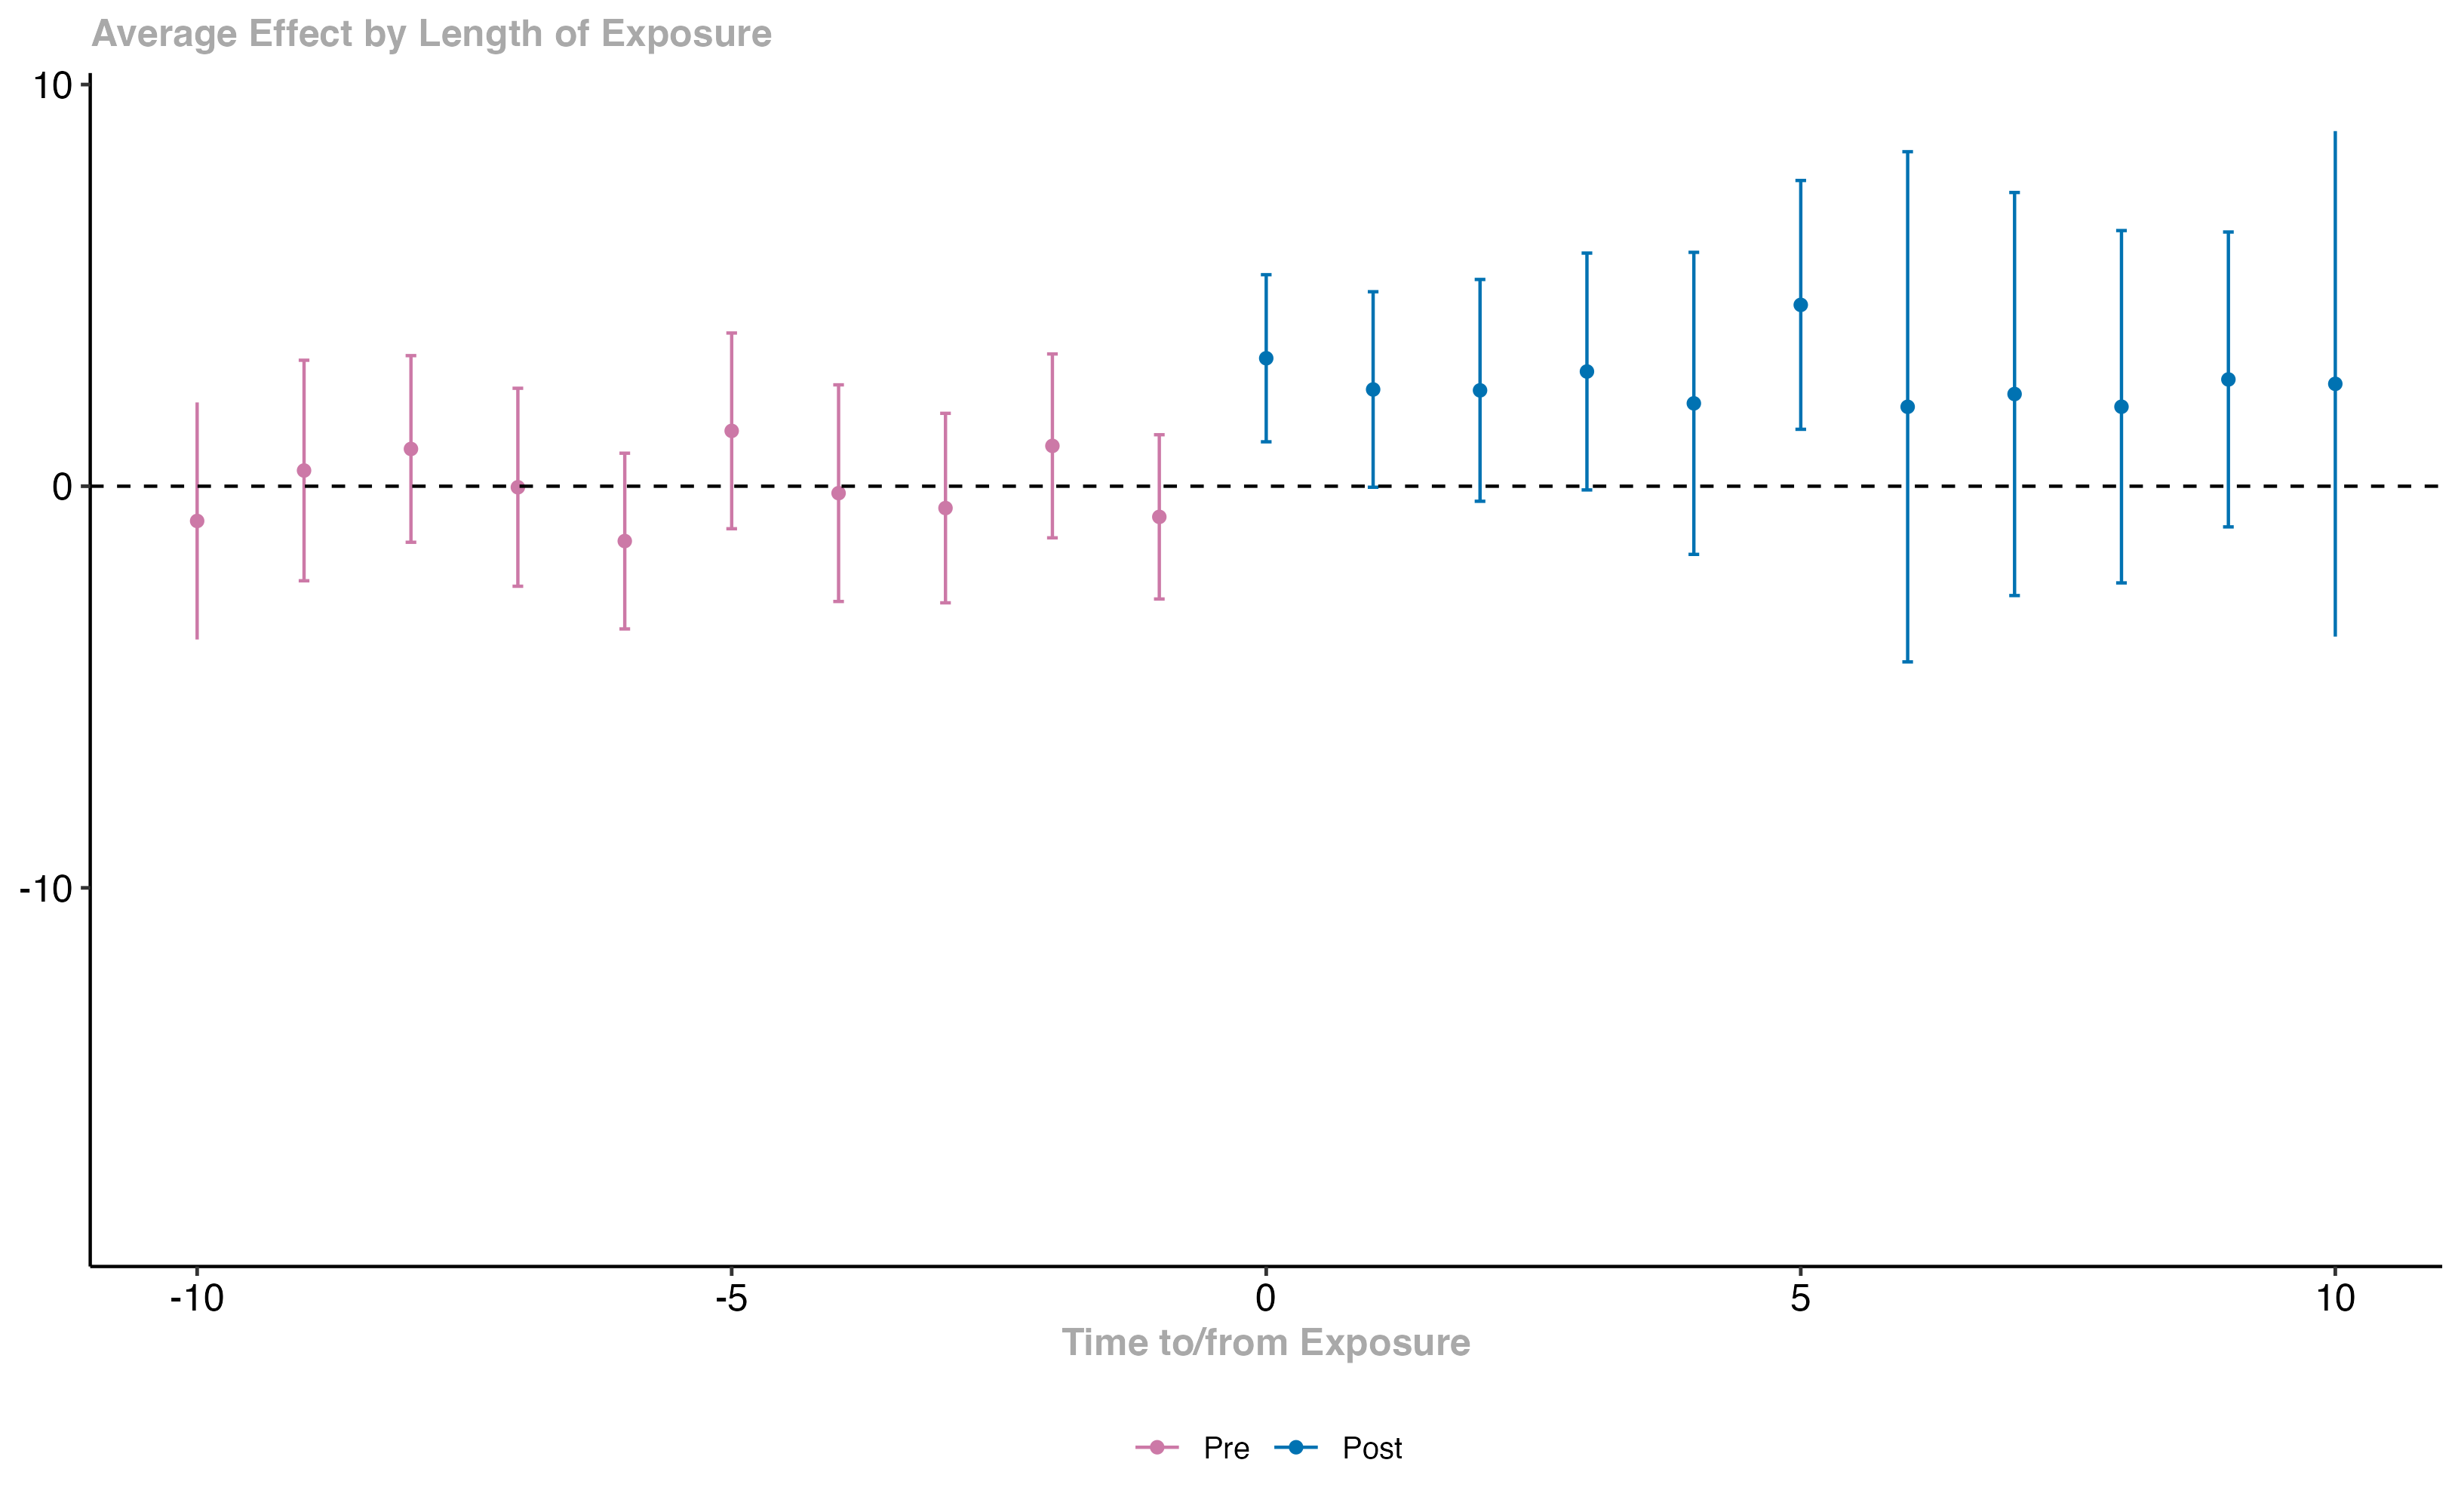 Average Effect by Length of Exposure
10
0
-10
-10 -5 0 5 10
Time to/from Exposure
Pre Post